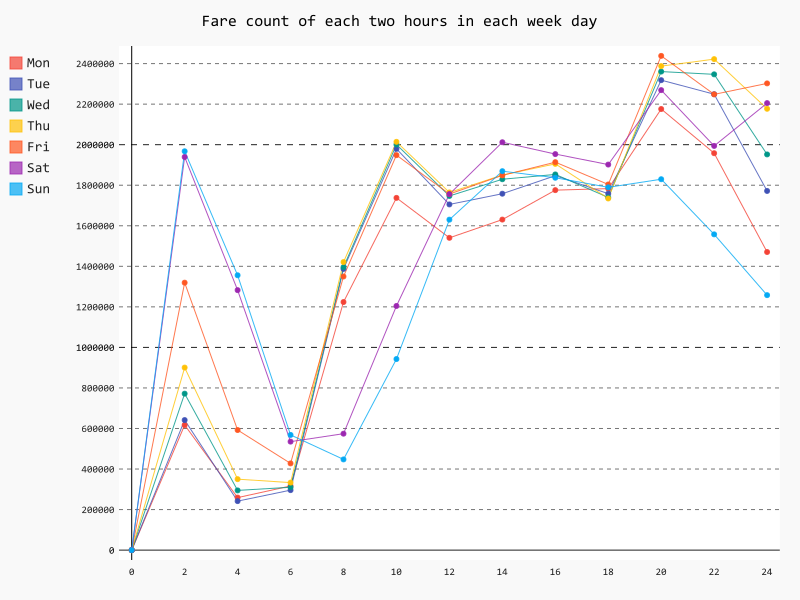 Fare count of each two hours in each week day
Mon
Tue
Wed
Thu
Fri
Sat
Sun
2400000
2200000
2000000
1800000
1600000
1400000
1200000
1000000
800000
600000
400000
200000
0
0 2 4 6 8 10 12 14 16 18 20 22 24